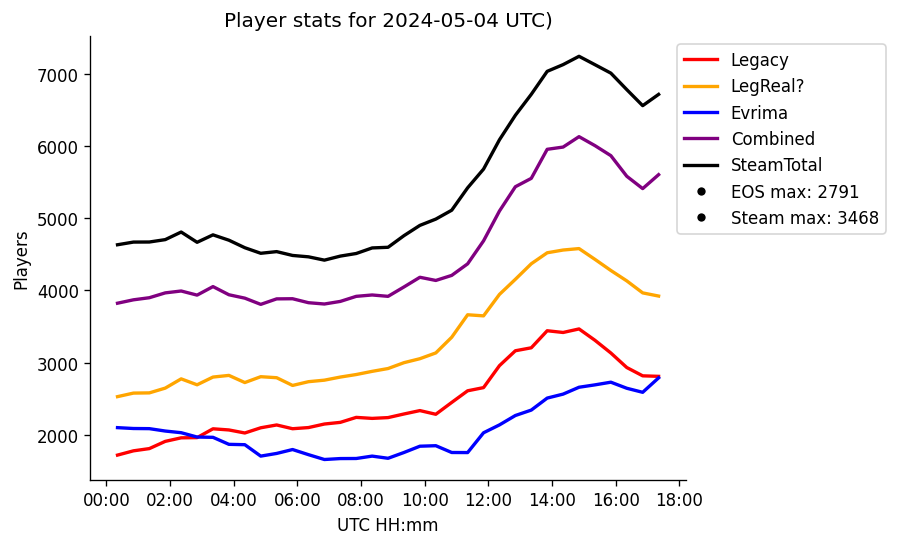 Player stats for 2024-05-04 UTC)
Players
7000
6000
5000
4000
3000
2000
00:00 02:00 04:00 06:00 08:00 10:00 12:00 14:00 16:00 18:00
UTC HH:mm
Legacy
LegReal?
Evrima
Combined
SteamTotal
EOS max: 2791
Steam max: 3468